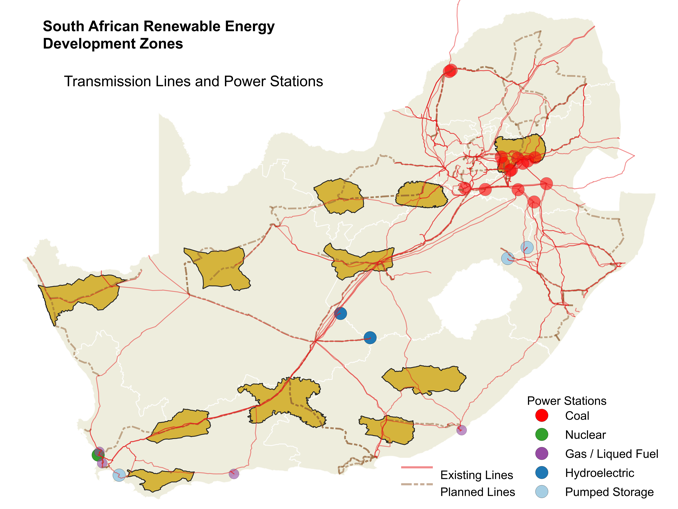 South African Renewable Energy
Development Zones
Transmission Lines and Power Stations
Power Stations
Coal
Nuclear
Gas / Liqued Fuel
Hydroelectric
Pumped Storage
Existing Lines
Planned Lines